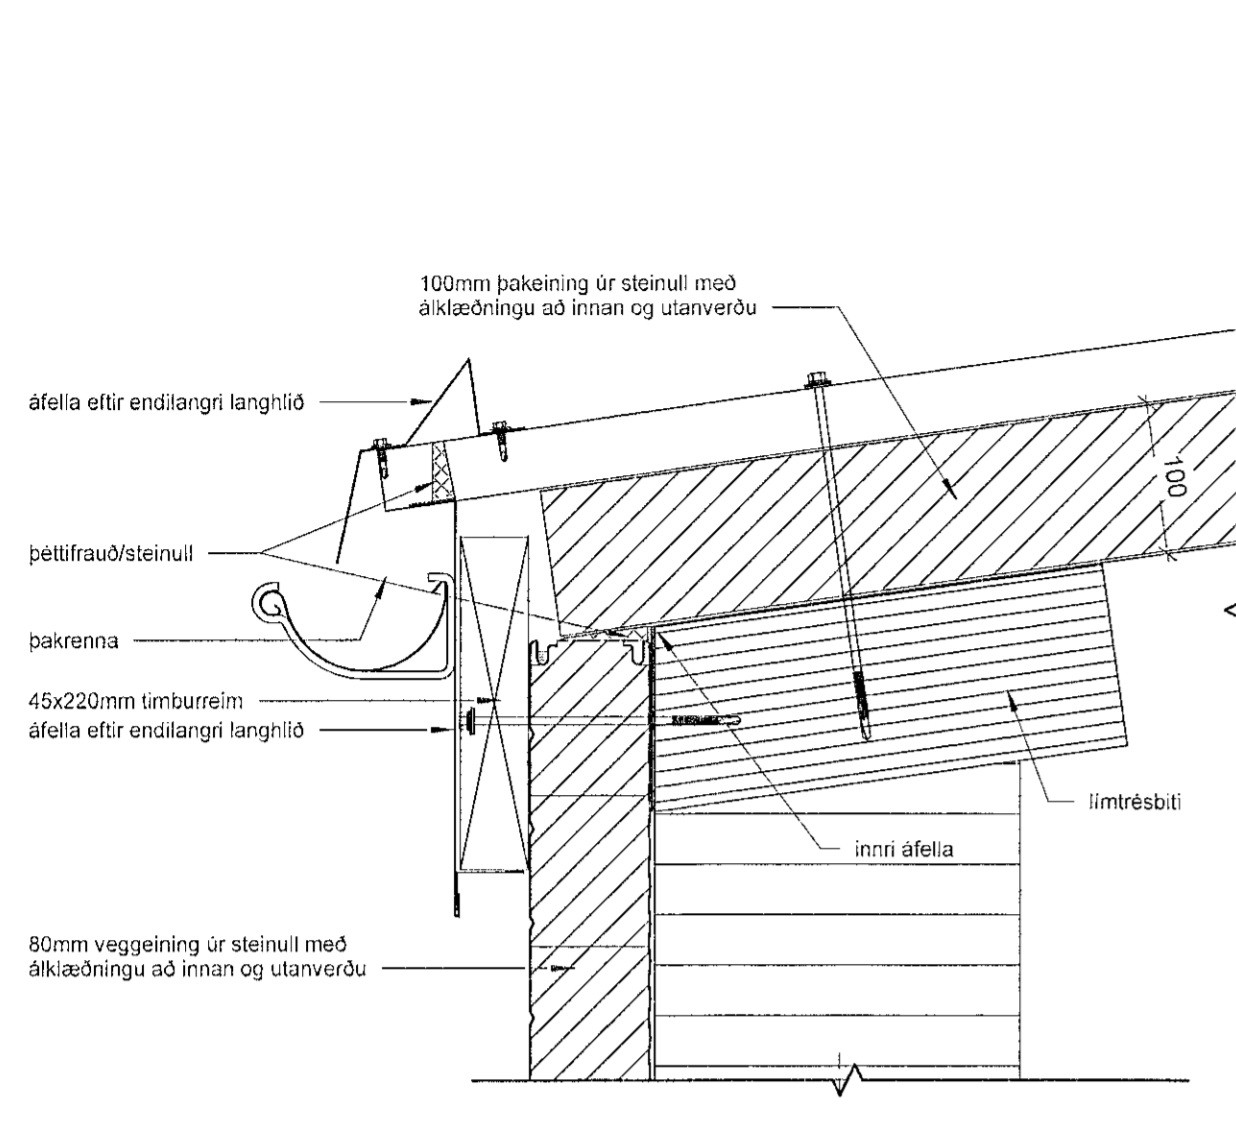 100mm þakeining úr steinull með
álklæðningu að innan og utanverðu
áfella eftir endilangri langhlið
100
þéttifrauð/steinull
þakrenna
45x220mm timburreim
áfella eftir endilangri langhlið
límtrésbiti
innri áfella
80mm veggeining úr steinull með
álklæðningu að innan og utanverðu